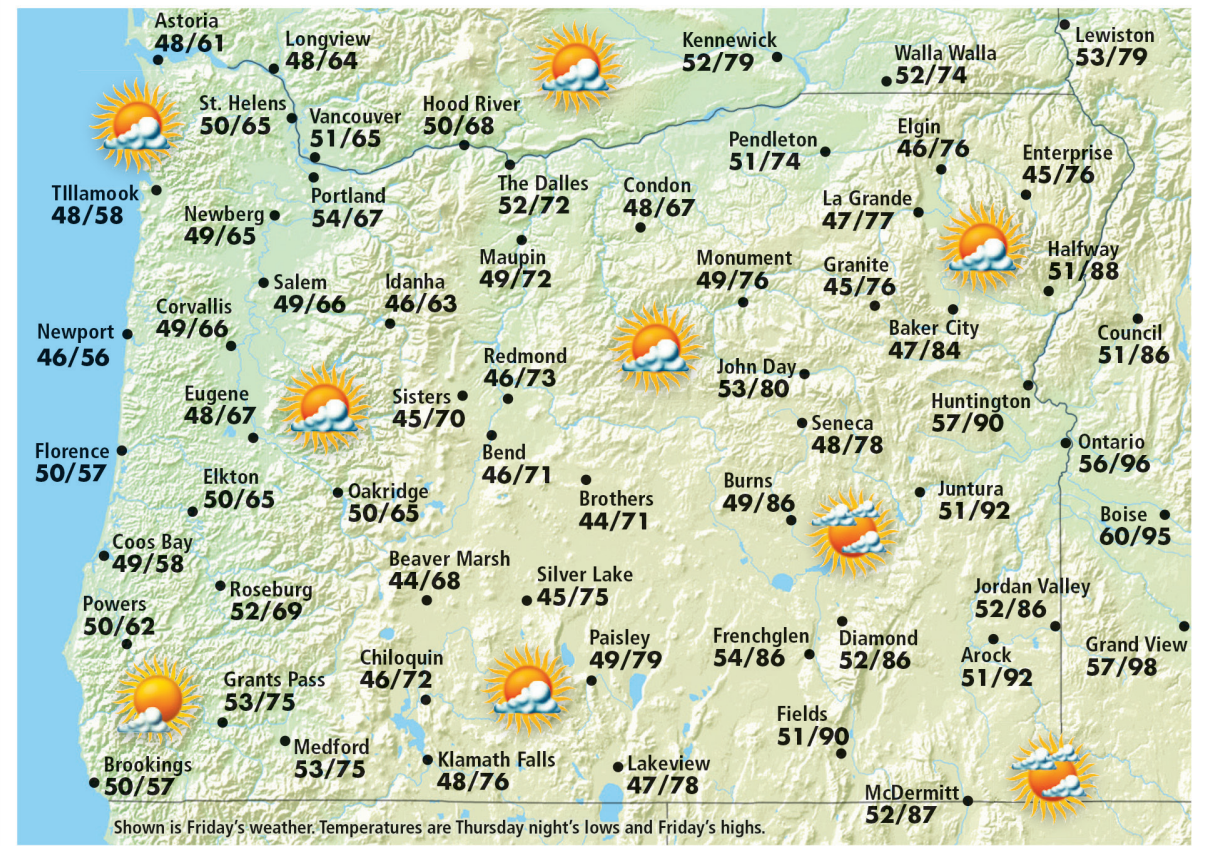 Astoria
48/61
Longview
48/64
Kennewick
52/79
Walla Walla
52/74
Lewiston
53/79
St. Helens
50/65
Vancouver
51/65
Hood River
50/68
Pendleton
51/74
Elgin
46/76
Enterprise
45/76
TIllamook
48/58
Newberg
49/65
Portland
54/67
The Dalles
52/72
Condon
48/67
La Grande
47/77
Maupin
49/72
Monument
49/76
Granite
45/76
Halfway
51/88
Salem
49/66
Idanha
46/63
Corvallis
49/66
Newport
46/56
Baker City
47/84
Council
51/86
Redmond
46/73
John Day
53/80
Eugene
48/67
Sisters
45/70
Huntington
57/90
Seneca
48/78
Florence
50/57
Bend
46/71
Ontario
56/96
Elkton
50/65
Oakridge
50/65
Brothers
44/71
Burns
49/86
Juntura
51/92
Boise
60/95
Coos Bay
49/58
Beaver Marsh
44/68
Silver Lake
45/75
Roseburg
52/69
Jordan Valley
52/86
Powers
50/62
Paisley
49/79
Frenchglen
54/86
Diamond
52/86
Arock
51/92
Grand View
57/98
Chiloquin
46/72
Grants Pass
53/75
Fields
51/90
Medford
53/75
Klamath Falls
48/76
Lakeview
47/78
Brookings
50/57
McDermitt
52/87
Shown is Friday's weather. Temperatures are Thursday night's lows and Friday's highs.